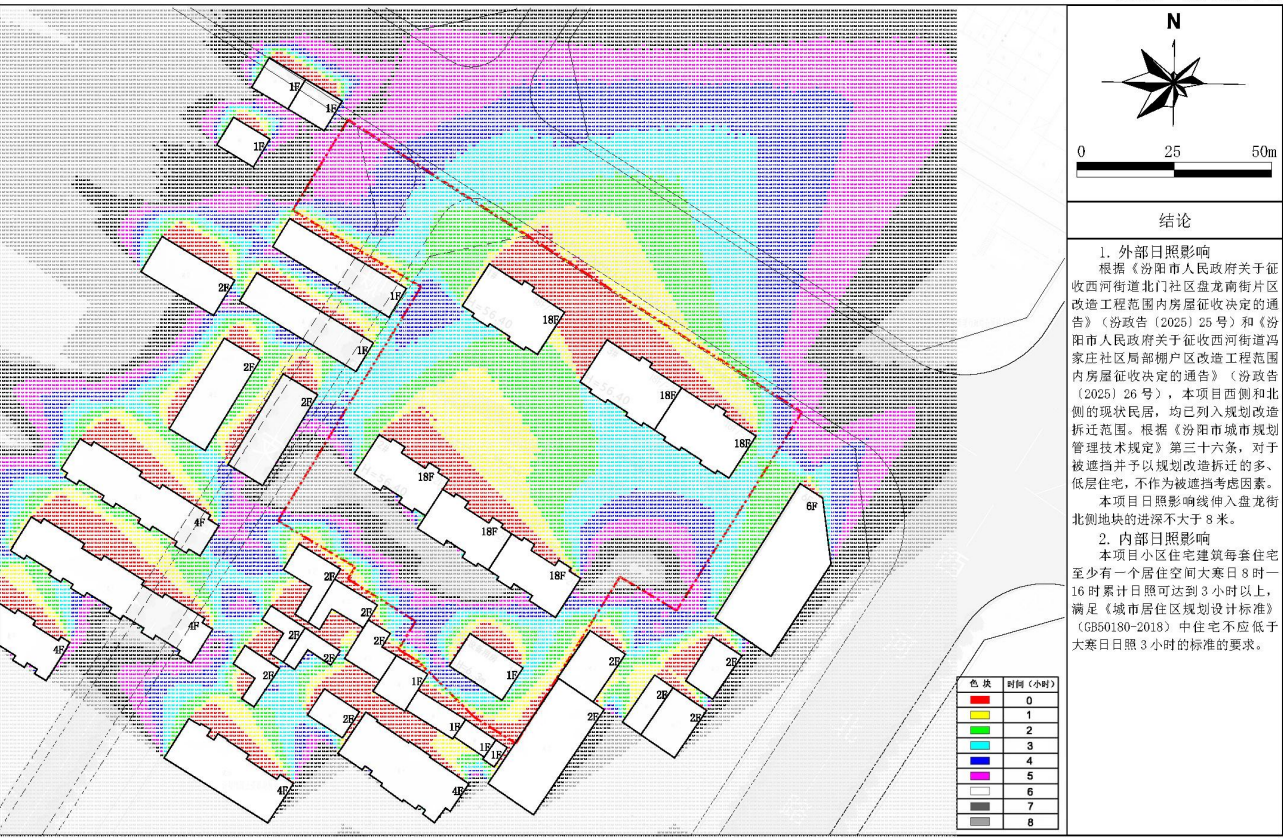 N
0 25 50m
结论
1. 外部日照影响
根据《汾阳市人民政府关于征
收西河街道北门社区盘龙南街片区
改造工程范围内房屋征收决定的通
告》（汾政告〔2025〕25号）和《汾
阳市人民政府关于征收西河街道冯
家庄社区局部棚户区改造工程范围
内房屋征收决定的通告》（汾政告
〔2025〕26号），本项目西侧和北
侧的现状民居，均已列入规划改造
拆迁范围。根据《汾阳市城市规划
管理技术规定》第三十六条，对于
被遮挡并予以规划改造拆迁的多、
低层住宅，不作为被遮挡考虑因素。
本项目日照影响线伸入盘龙街
北侧地块的进深不大于8米。
2. 内部日照影响
本项目小区住宅建筑每套住宅
至少有一个居住空间大寒日8时—
16时累计日照可达到3小时以上，
满足《城市居住区规划设计标准》
（GB50180-2018）中住宅不应低于
大寒日日照3小时的标准的要求。
色块 时间（小时）
0
1
2
3
4
5
6
7
8
1F
1F
1F
2F
1F
1F
18F
2F
2F
18F
18F
18F
18F
18F
6F
4F
4F
4F
2F
2F
2F
2F
2F
2F
1F
1F
2F
1F
1F
1F
2F
2F
2F
2F
2F
4F
4F